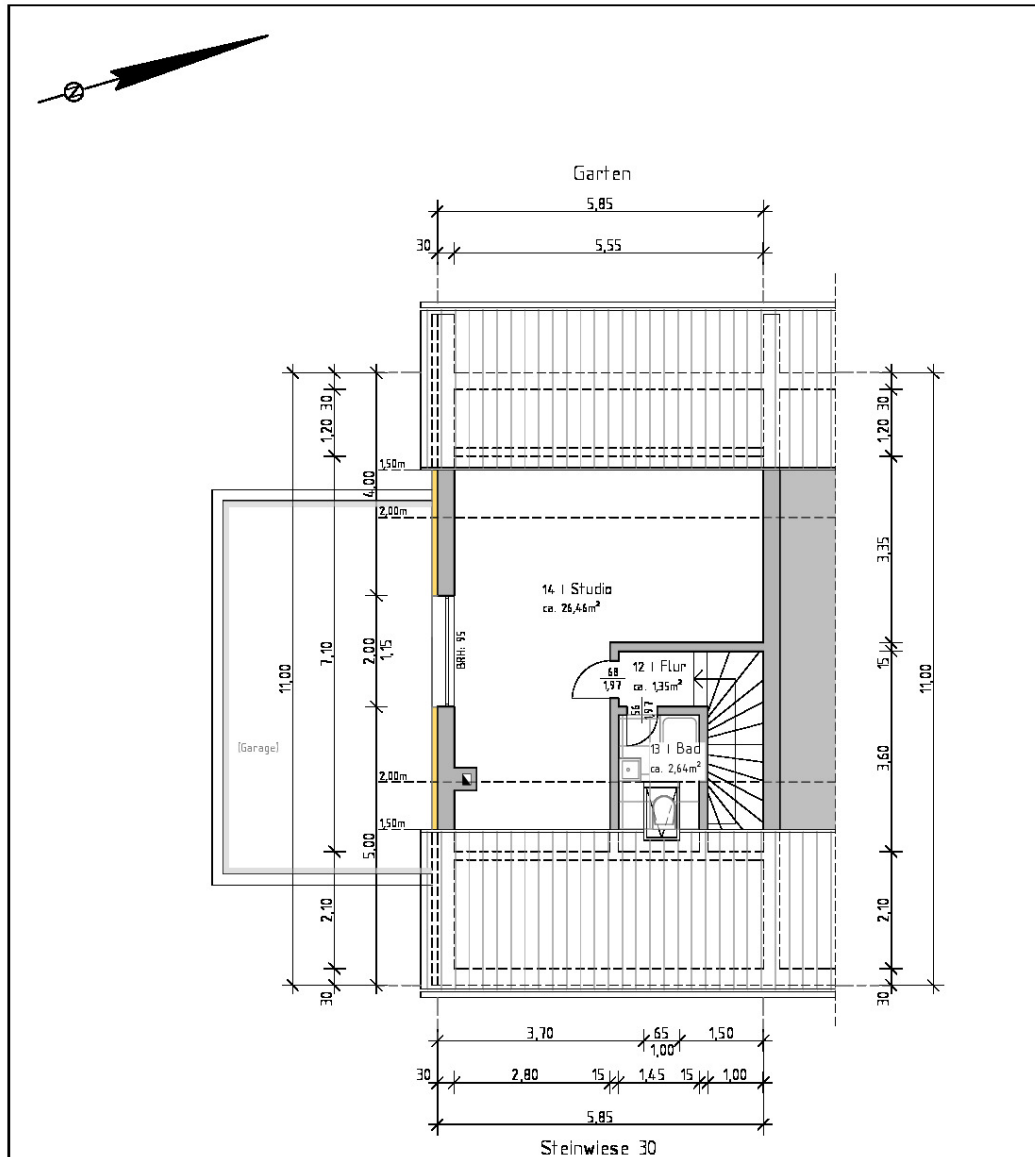 N
Garten
5,85
30
5,55
30
1,20
1,50m
4,00
2,00m
11,00
7,10
2,00
1,15
BRH: 95
14 | Studio
ca. 26,46m²
68
1,97
12 | Flur
ca. 1,35m²
56
1,97
13 | Bad
ca. 2,64m²
[Garage]
2,00m
1,50m
5,00
2,10
30
30
1,20
3,35
15
3,60
2,10
30
11,00
3,70
65
1,00
1,50
30
2,80
15
1,45
15
1,00
5,85
Steinwiese 30